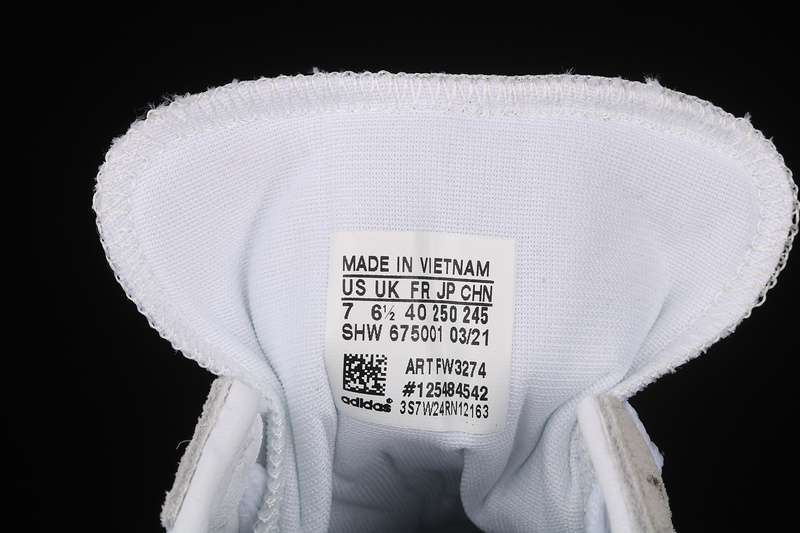 MADE IN VIETNAM
US UK FR JP CHN
7 6½ 40 250 245
SHW 675001 03/21
ART FW3274
#125484542
adidas® 3S7W24RN12163